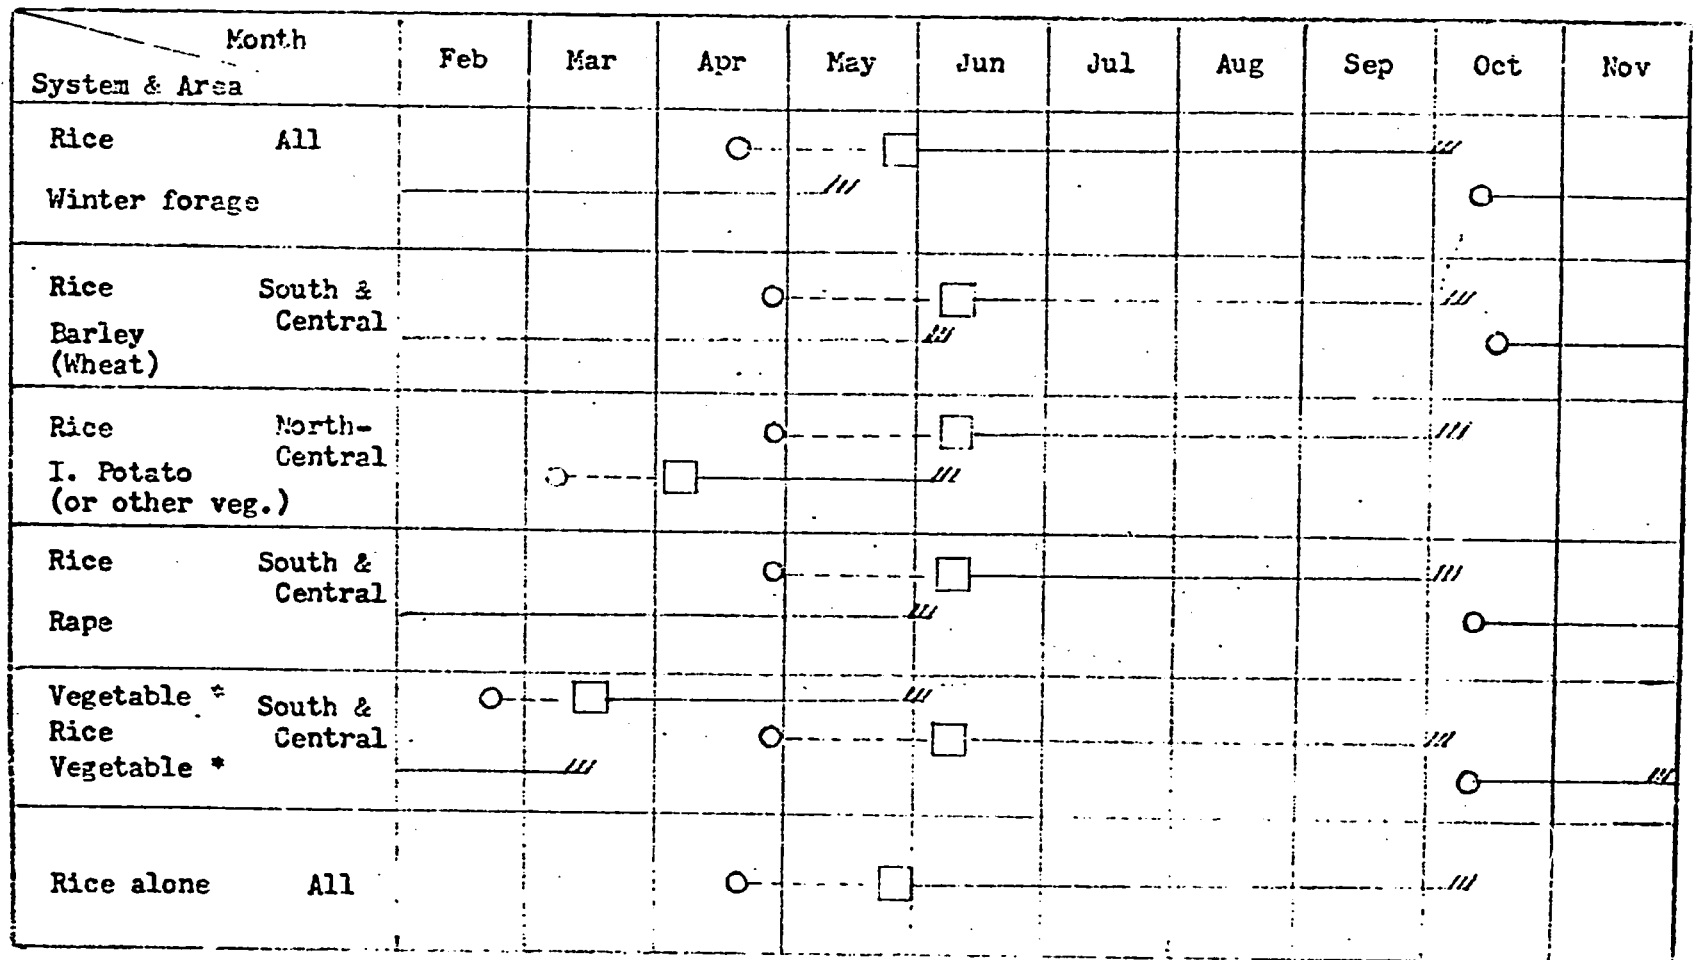 Month
System & Area
Feb Mar Apr May Jun Jul Aug Sep Oct Nov
Rice All
Winter forage
Rice South &
Central
Barley
(Wheat)
Rice North-
Central
I. Potato
(or other veg.)
Rice South &
Central
Rape
Vegetable *
South &
Rice Central
Vegetable *
Rice alone All